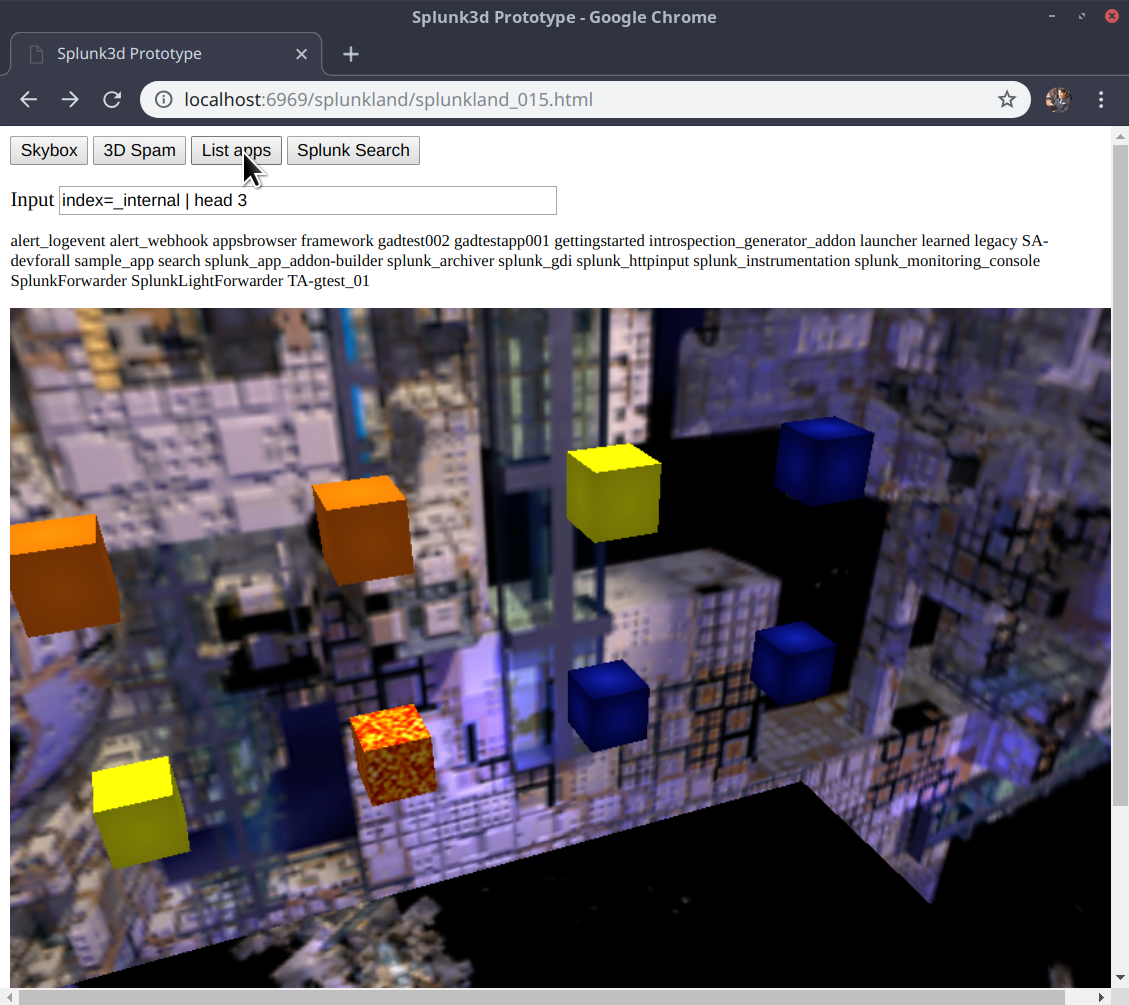 Splunk3d Prototype - Google Chrome
Splunk3d Prototype
localhost:6969/splunkland/splunkland_015.html
Skybox 3D Spam List apps Splunk Search
Input index=_internal | head 3
alert_logevent alert_webhook appsbrowser framework gadtest002 gadtestapp001 gettingstarted introspection_generator_addon launcher learned legacy SA-
devforall sample_app search splunk_app_addon-builder splunk_archiver splunk_gdi splunk_httpinput splunk_instrumentation splunk_monitoring_console
SplunkForwarder SplunkLightForwarder TA-gtest_01